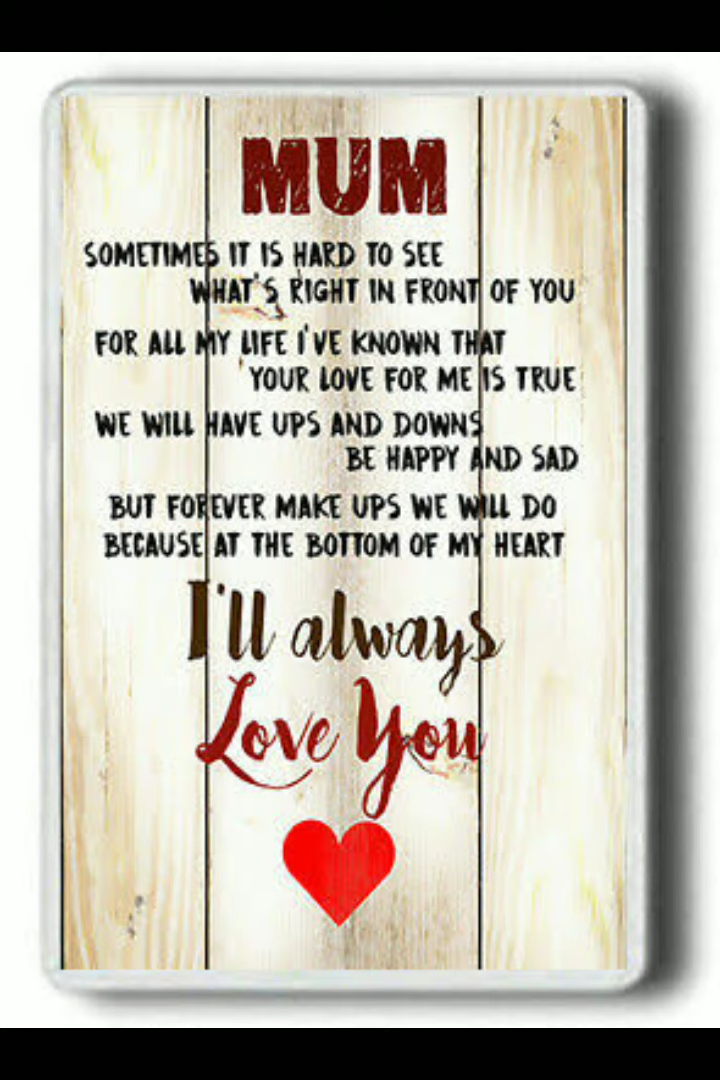 MUM
SOMETIMES IT IS HARD TO SEE
WHAT'S RIGHT IN FRONT OF YOU
FOR ALL MY LIFE I'VE KNOWN THAT
YOUR LOVE FOR ME IS TRUE
WE WILL HAVE UPS AND DOWNS
BE HAPPY AND SAD
BUT FOREVER MAKE UPS WE WILL DO
BECAUSE AT THE BOTTOM OF MY HEART
I'll always
Love You